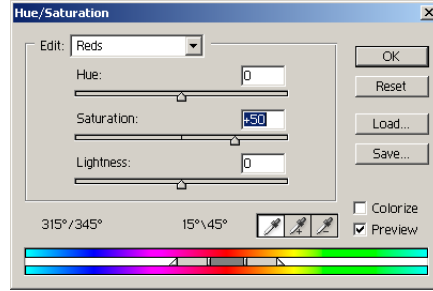 Hue/Saturation
Edit: Reds
Hue: 0
Saturation: +50
Lightness: 0
OK
Reset
Load...
Save...
Colorize
Preview
315°/345° 15°\45°